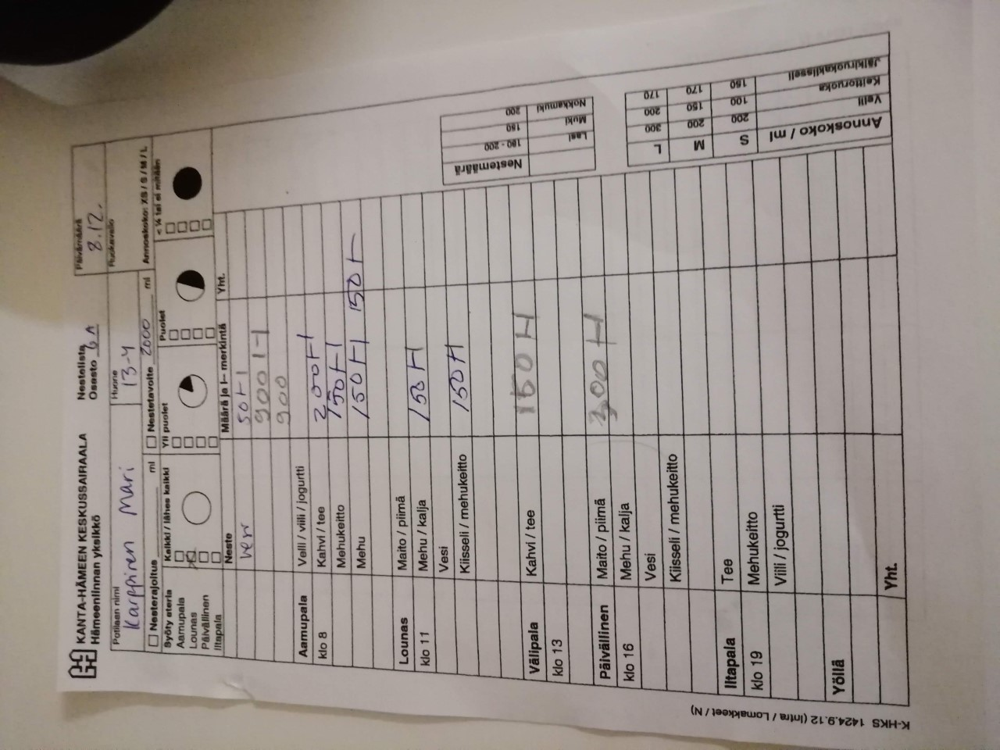 KANTA-HÄMEEN KESKUSSAIRAALA
Hämeenlinnan yksikkö
Nestelista
Osasto 6A
Päivämäärä
8.12.
Potilaan nimi
Karppinen Mari
Huone
13-4
Ruokavalio
Nesterajoitus ml
Nestetavoite 2000 ml
Annoskoko: XS / S / M / L
Syöty ateria
Kaikki / lähes kaikki
Yli puolet
Puolet
< ¼ tai ei mitään
Aamupala
Lounas
Päivällinen
Iltapala
Neste
Määrä ja I– merkintä
Yht.
50 H
900 H
900
Aamupala
klo 8
Velli / viili / jogurtti
Kahvi / tee 200 H
Mehukeitto 150 H
Mehu 150 H 150 H
Lounas
klo 11
Maito / piimä
Mehu / kalja 150 H
Vesi
Kiisseli / mehukeitto 150 H
Välipala
klo 13
Kahvi / tee 150 H
Päivällinen
klo 16
Maito / piimä 300 H
Mehu / kalja
Vesi
Kiisseli / mehukeitto
Iltapala
klo 19
Tee
Mehukeitto
Viili / jogurtti
Yöllä
Yht.
Nestemäärä
Lasi 180 - 200
Muki 150
Nokkamuki 200
Annoskoko / ml S M L
Velli 200 200 300
Keittoruoka 100 150 200
Jälkiruokakiisseli 150 170 170
K-HKS 1424.9.12 (Intra / Lomakkeet / N)